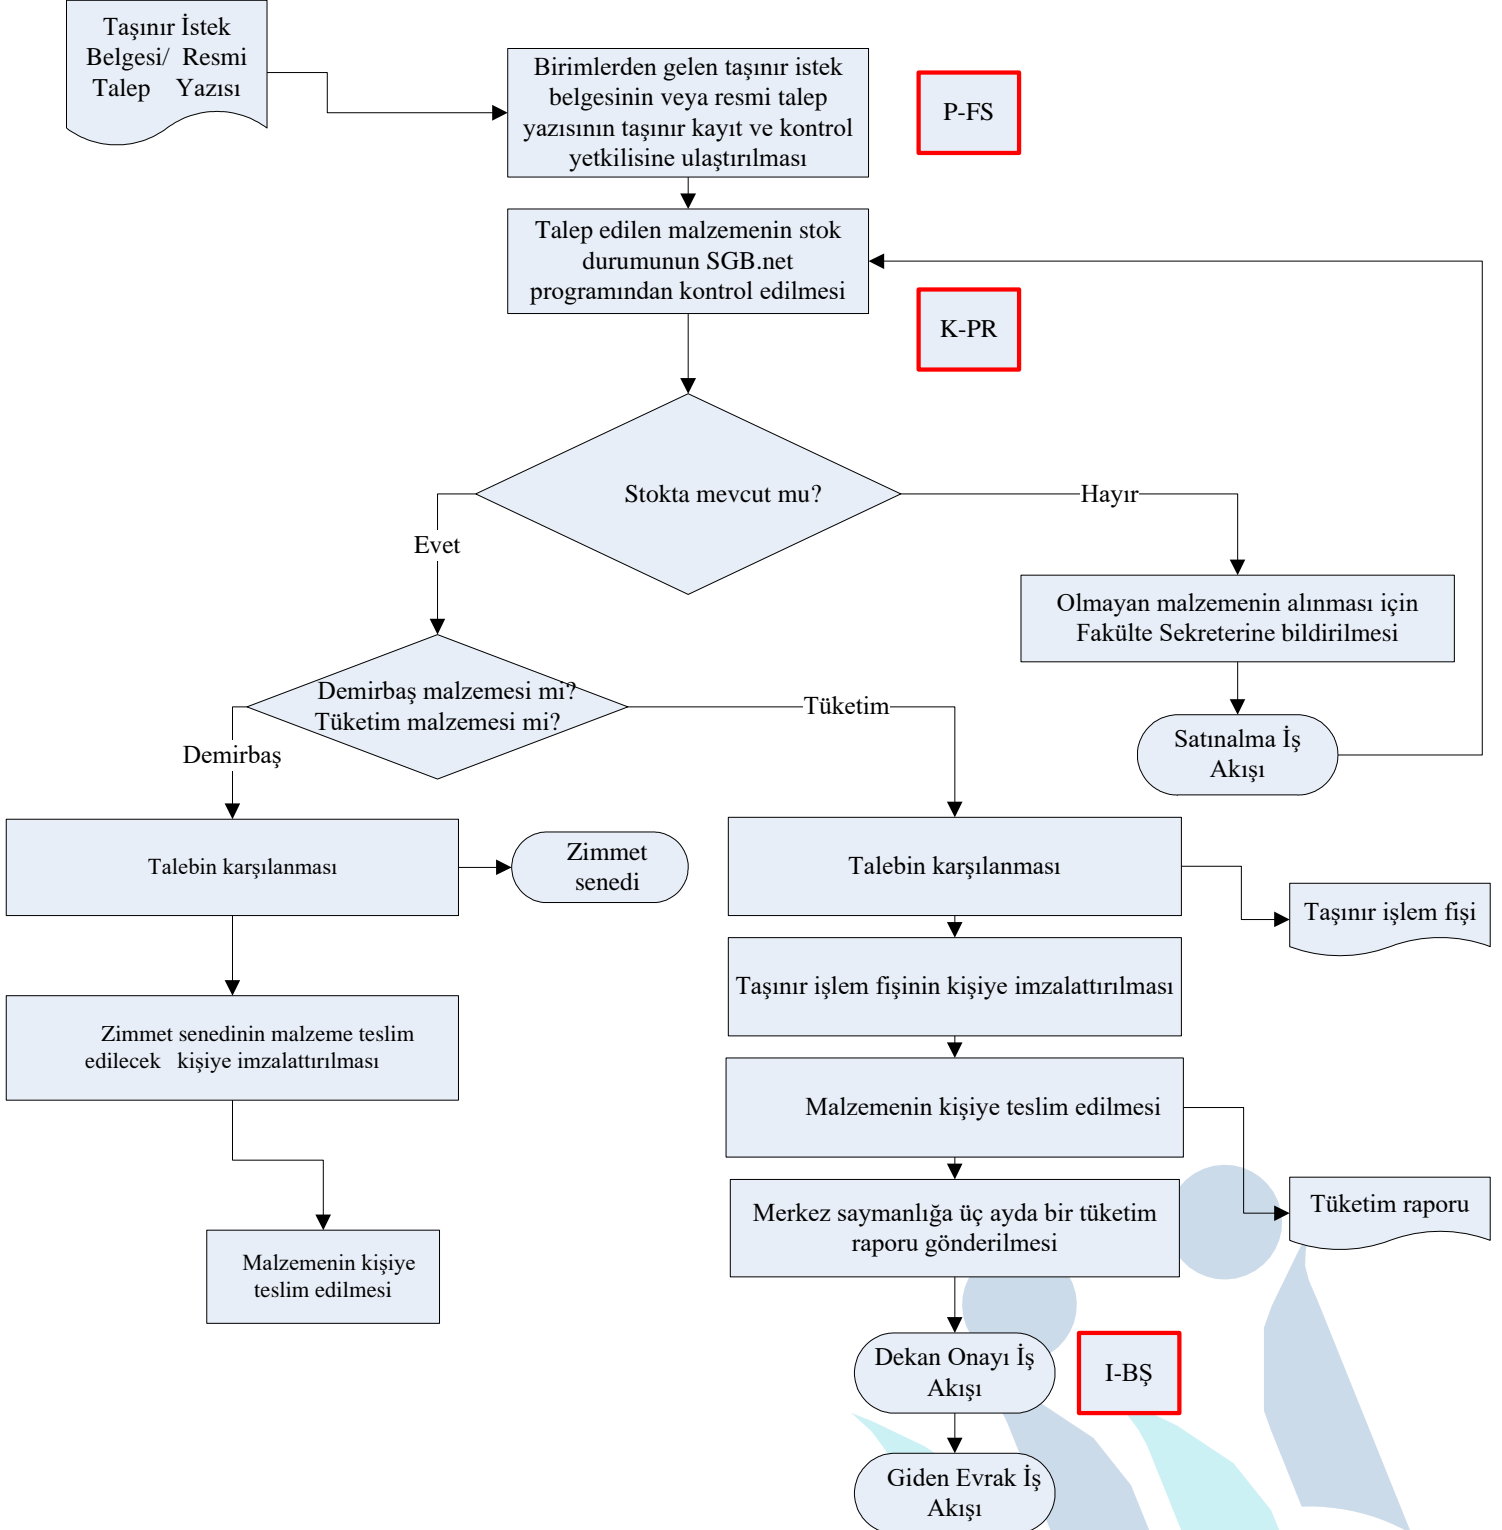 Taşınır İstek
Belgesi/ Resmi
Talep Yazısı
Birimlerden gelen taşınır istek
belgesinin veya resmi talep
yazısının taşınır kayıt ve kontrol
yetkilisine ulaştırılması
P-FS
Talep edilen malzemenin stok
durumunun SGB.net
programından kontrol edilmesi
K-PR
Stokta mevcut mu?
Hayır
Evet
Olmayan malzemenin alınması için
Fakülte Sekreterine bildirilmesi
Demirbaş malzemesi mi?
Tüketim malzemesi mi?
Tüketim
Demirbaş
Satınalma İş
Akışı
Talebin karşılanması
Zimmet
senedi
Talebin karşılanması
Taşınır işlem fişi
Taşınır işlem fişinin kişiye imzalattırılması
Zimmet senedinin malzeme teslim
edilecek kişiye imzalattırılması
Malzemenin kişiye teslim edilmesi
Merkez saymanlığa üç ayda bir tüketim
raporu gönderilmesi
Tüketim raporu
Malzemenin kişiye
teslim edilmesi
Dekan Onayı İş
Akışı
I-BŞ
Giden Evrak İş
Akışı